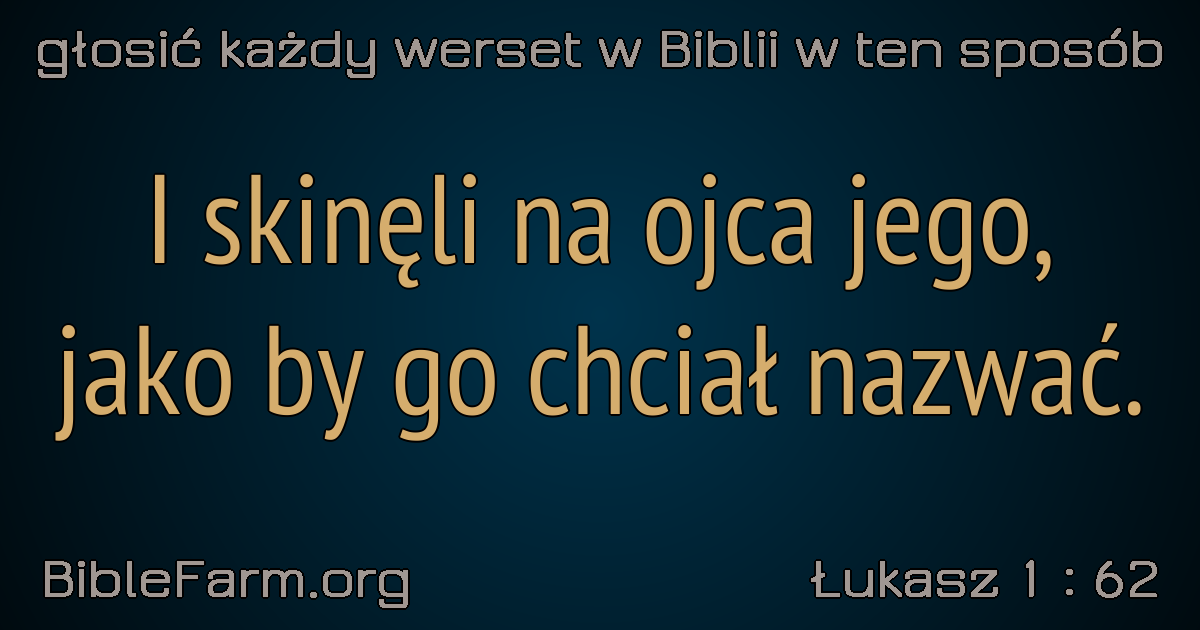 głosić każdy werset w Biblii w ten sposób
I skinęli na ojca jego,
jako by go chciał nazwać.
BibleFarm.org
Łukasz 1 : 62